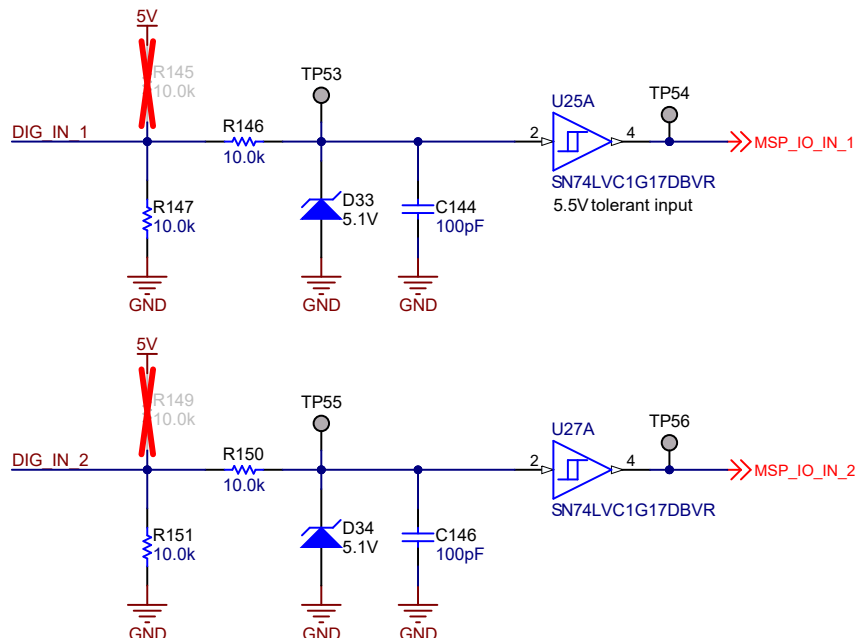 5V
R145
10.0k
TP53
U25A
TP54
DIG_IN_1
R146
10.0k
2
4
MSP_IO_IN_1
SN74LVC1G17DBVR
5.5V tolerant input
R147
10.0k
D33
5.1V
C144
100pF
GND
GND
GND
5V
R149
10.0k
TP55
U27A
TP56
DIG_IN_2
R150
10.0k
2
4
MSP_IO_IN_2
SN74LVC1G17DBVR
R151
10.0k
D34
5.1V
C146
100pF
GND
GND
GND